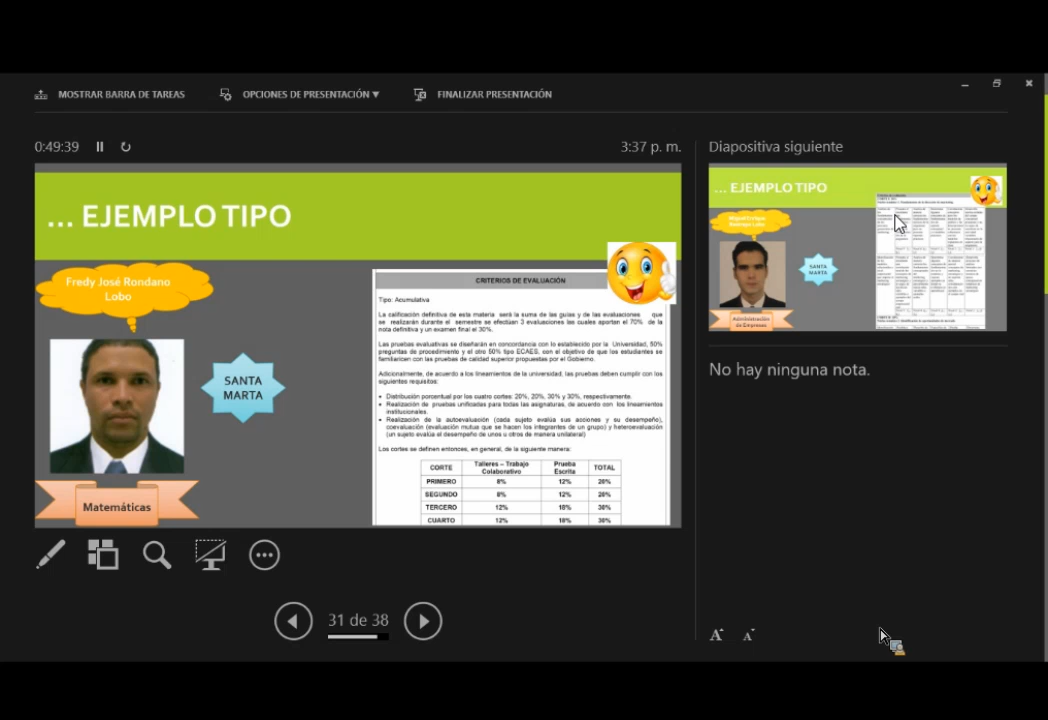 MOSTRAR BARRA DE TAREAS
OPCIONES DE PRESENTACIÓN ▼
FINALIZAR PRESENTACIÓN
0:49:39
3:37 p. m.
... EJEMPLO TIPO
Fredy José Rondano
Lobo
SANTA
MARTA
Matemáticas
CRITERIOS DE EVALUACIÓN
Tipo: Acumulativa
La calificación definitiva de esta materia será la suma de las guías y de las evaluaciones que
se realizarán durante el semestre se efectúan 3 evaluaciones las cuales aportan el 70% de la
nota definitiva y un examen final el 30%.
Las pruebas evaluativas se diseñarán en concordancia con lo establecido por la Universidad, 50%
preguntas de procedimiento y el otro 50% tipo ECAES, con el objetivo de que los estudiantes se
familiaricen con las pruebas de calidad superior propuestas por el Gobierno.
Adicionalmente, de acuerdo a los lineamientos de la universidad, las pruebas deben cumplir con los
siguientes requisitos:
• Distribución porcentual por los cuatro cortes: 20%, 20%, 30% y 30%, respectivamente.
• Realización de pruebas unificadas para todas las asignaturas, de acuerdo con los lineamientos
institucionales.
• Realización de la autoevaluación (cada sujeto evalúa sus acciones y su desempeño),
coevaluación (evaluación mutua que se hacen los integrantes de un grupo) y heteroevaluación
(un sujeto evalúa el desempeño de unos u otros de manera unilateral)
Los cortes se definen entonces, en general, de la siguiente manera:
CORTE Talleres – Trabajo Colaborativo Prueba Escrita TOTAL
PRIMERO 8% 12% 20%
SEGUNDO 8% 12% 20%
TERCERO 12% 18% 30%
CUARTO 12% 18% 30%
31 de 38
Diapositiva siguiente
... EJEMPLO TIPO
SANTA
MARTA
Administración
de Empresas
No hay ninguna nota.
A A